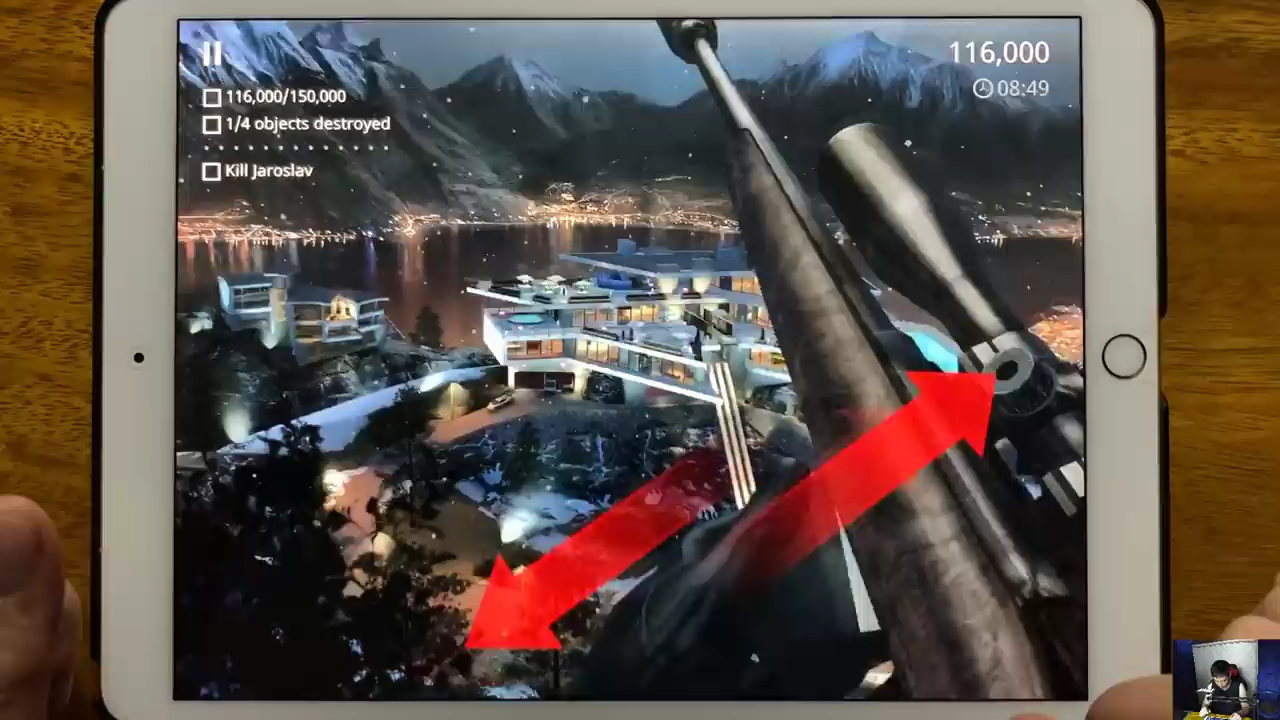 116,000
08:49
116,000/150,000
1/4 objects destroyed
Kill Jaroslav